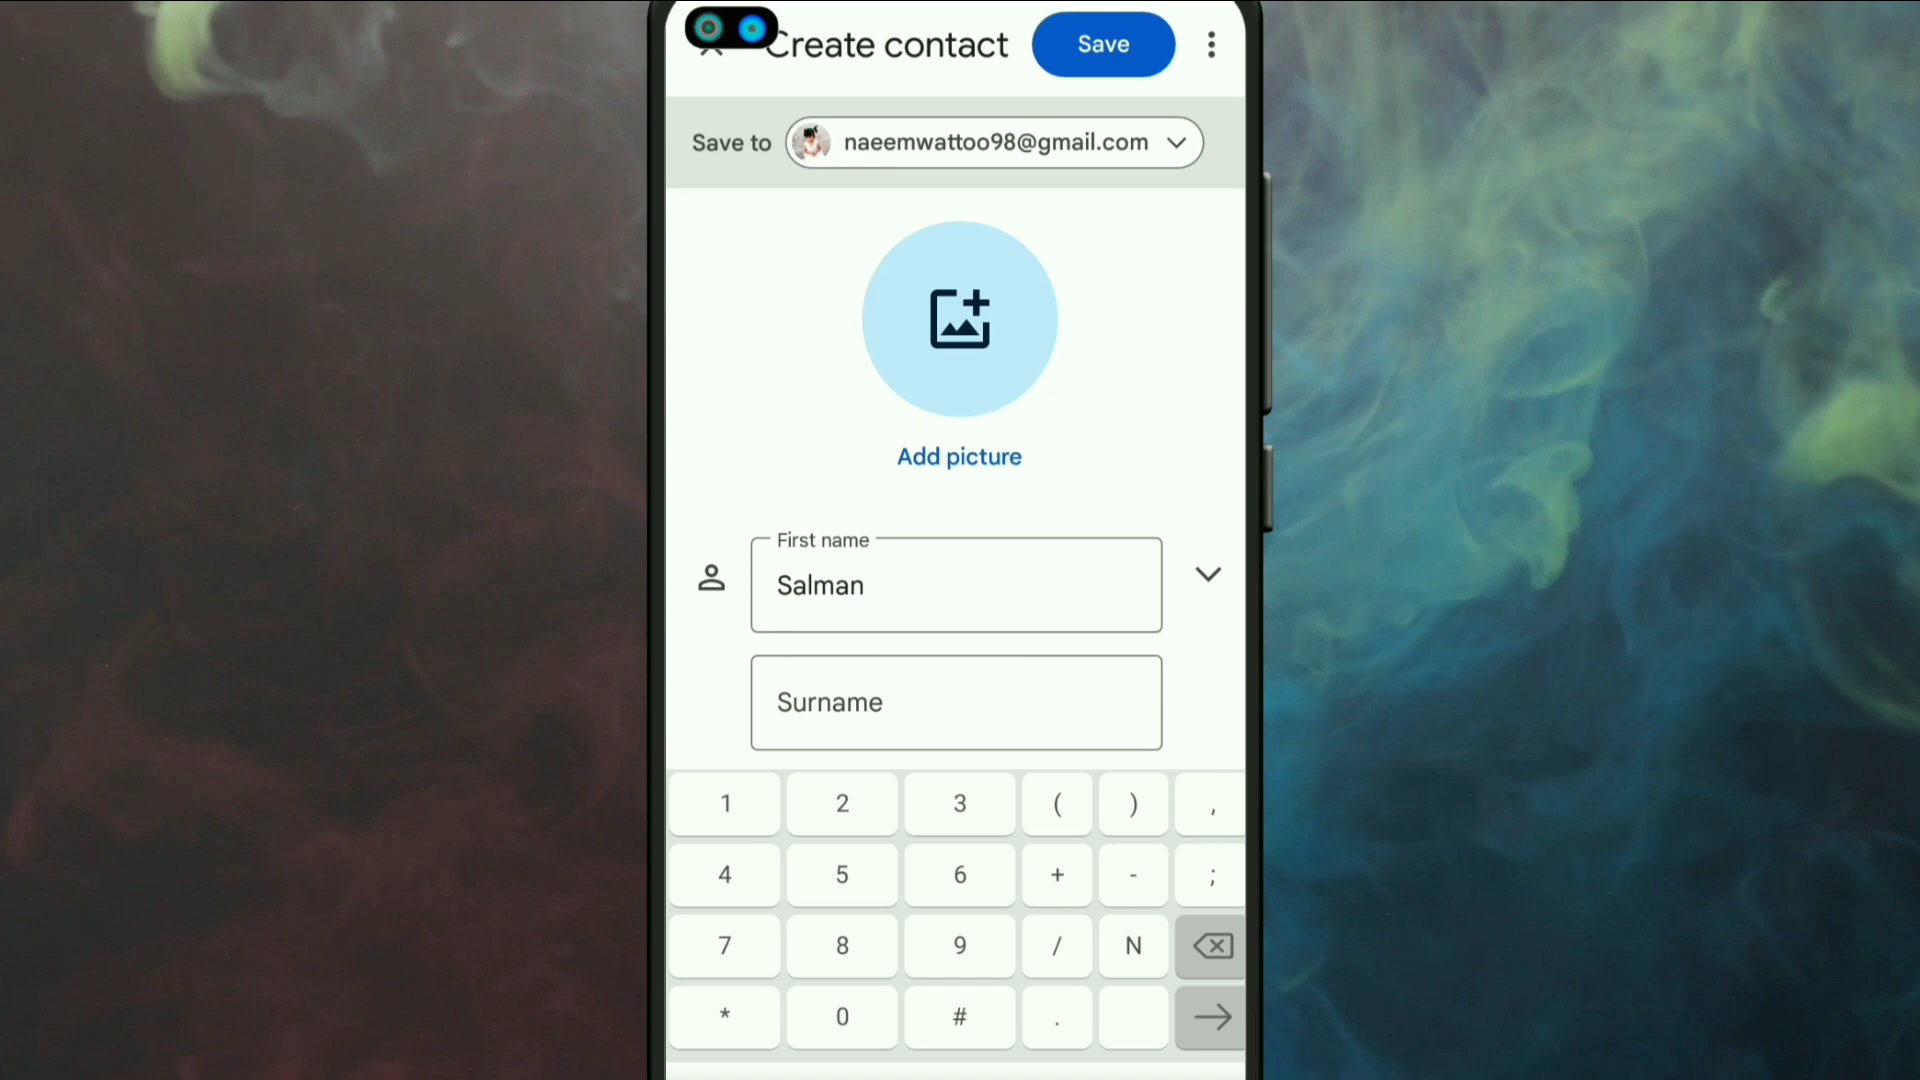 Create contact
Save
Save to
naeemwattoo98@gmail.com
Add picture
First name
Salman
Surname
1 2 3 ( ) ,
4 5 6 + - ;
7 8 9 / N
* 0 # .